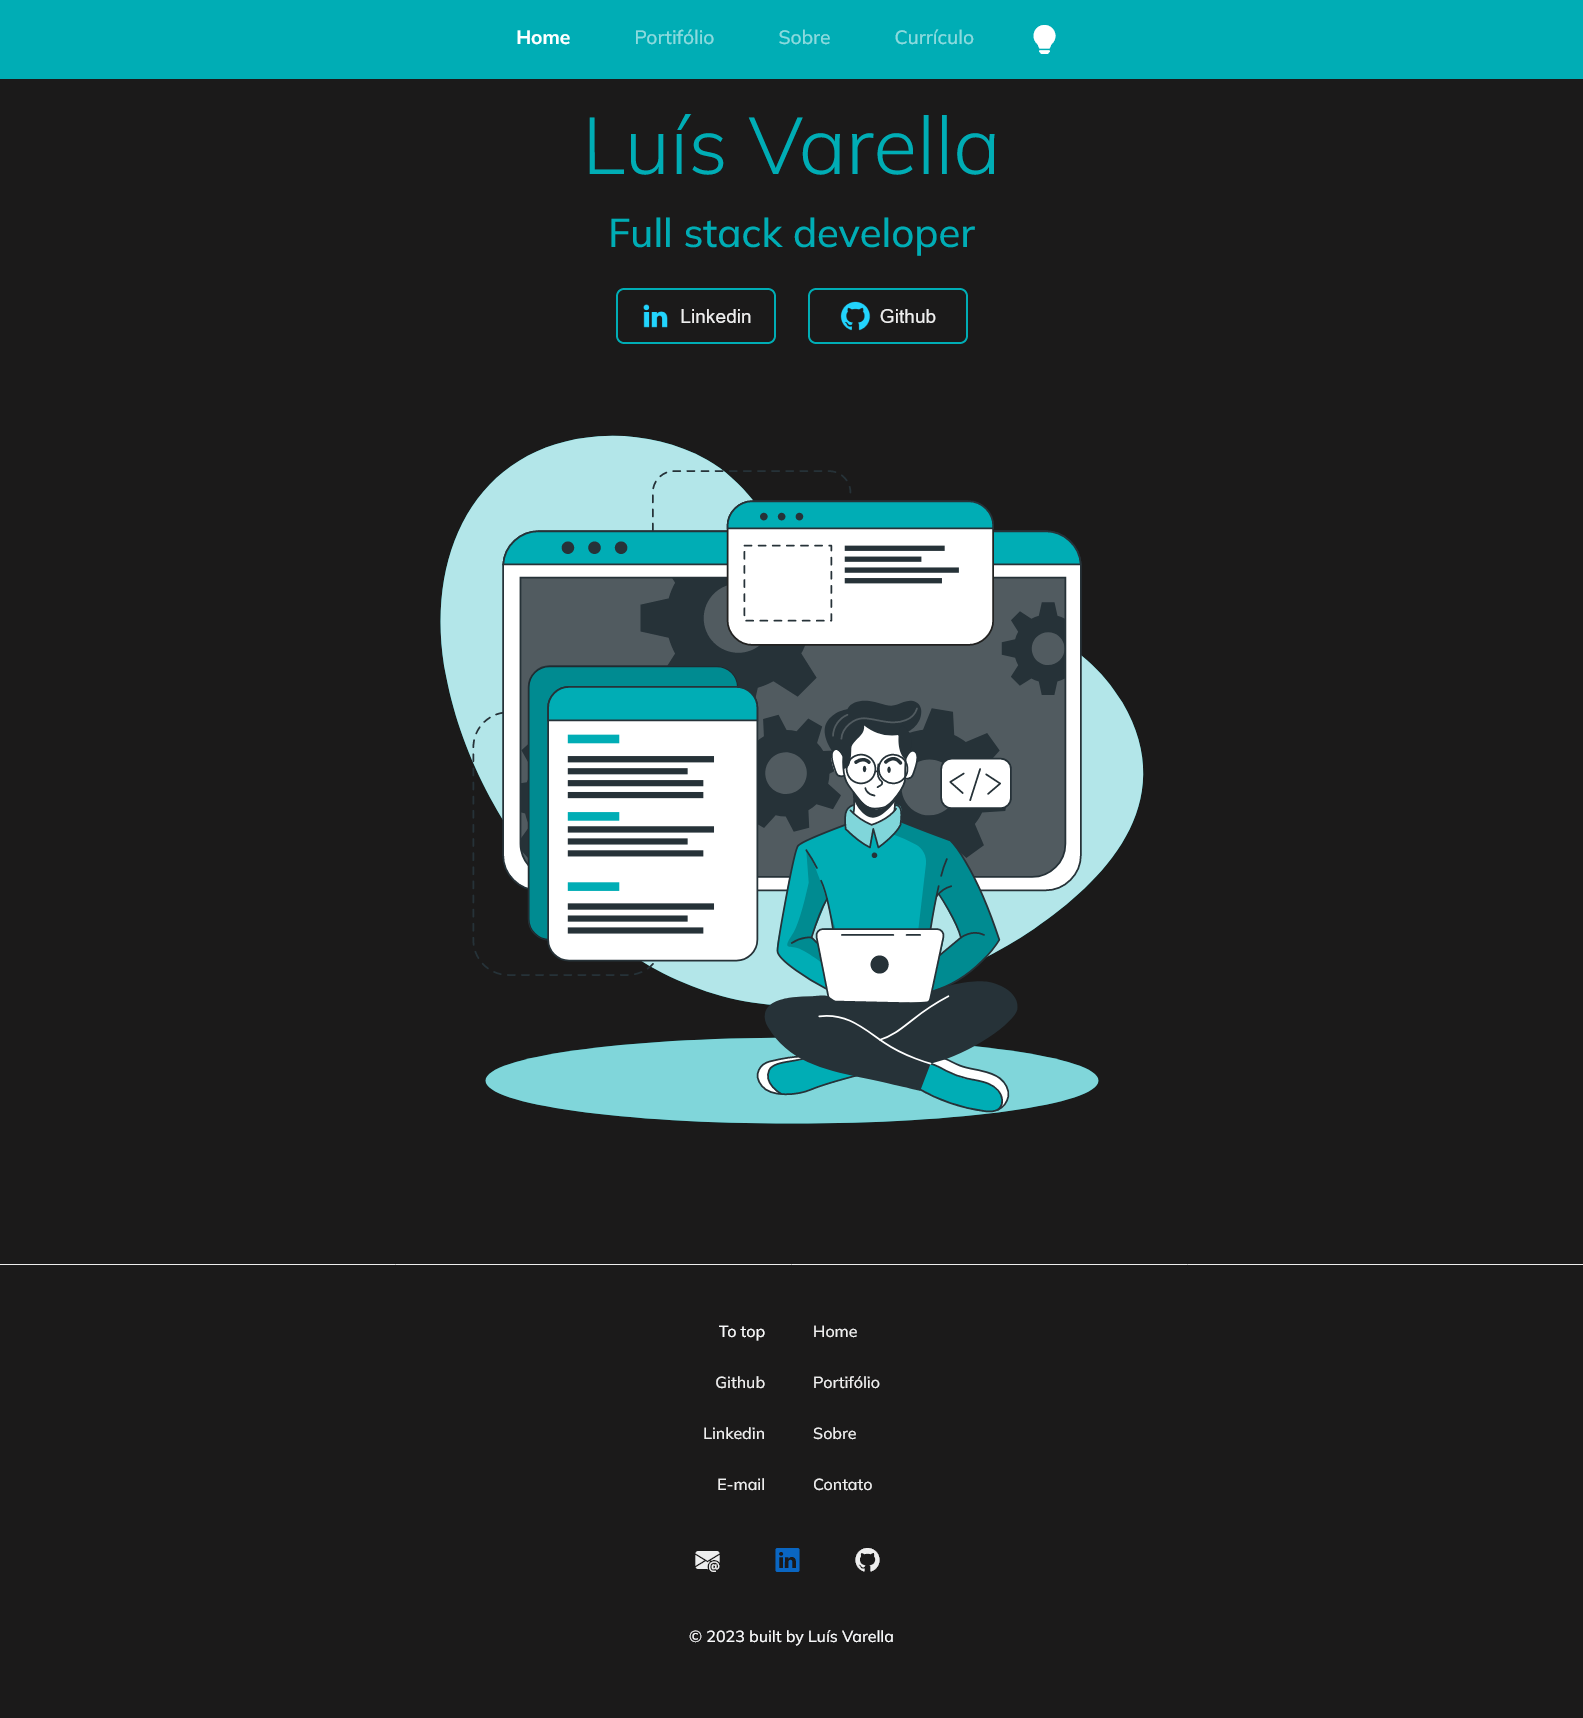 Home Portifólio Sobre Currículo
Luís Varella
Full stack developer
Linkedin Github
</>
To top Home
Github Portifólio
Linkedin Sobre
E-mail Contato
© 2023 built by Luís Varella